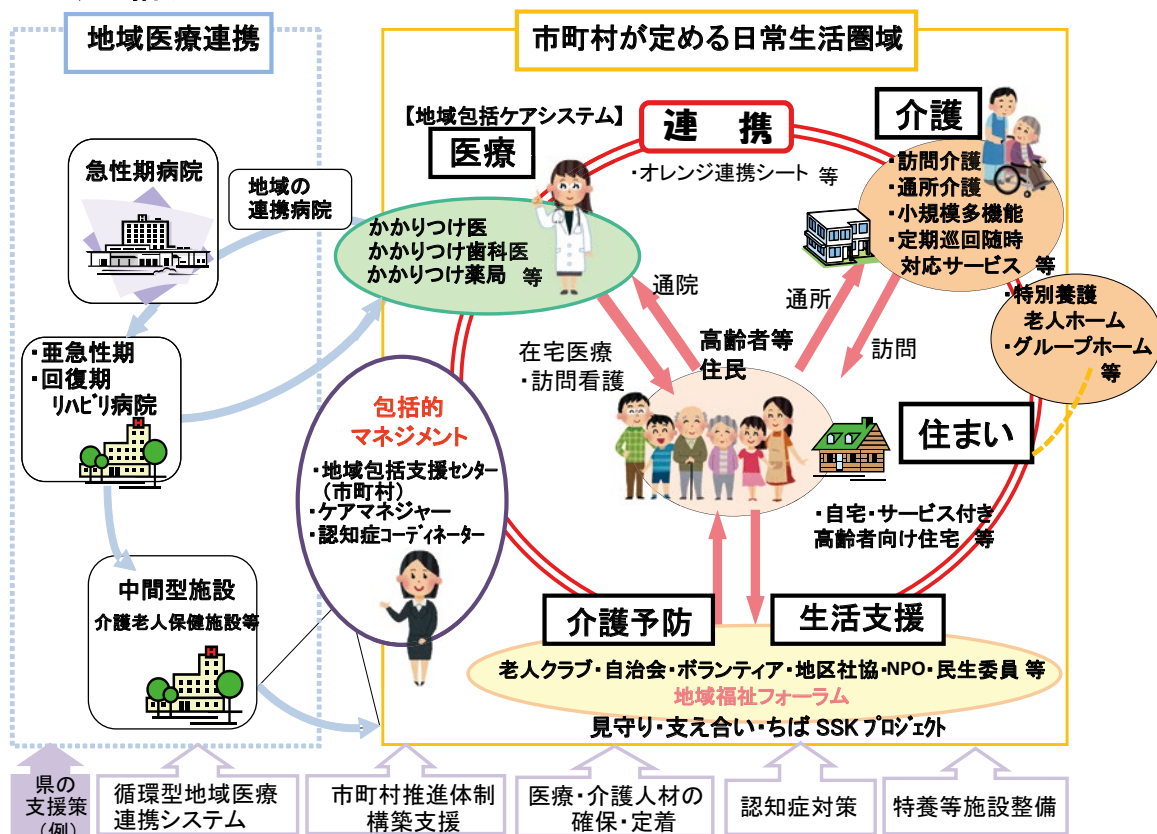 地域医療連携
市町村が定める日常生活圏域
急性期病院
地域の
連携病院
・亜急性期
・回復期
リハビリ病院
中間型施設
介護老人保健施設等
【地域包括ケアシステム】
医療
連 携
・オレンジ連携シート 等
介護
・訪問介護
・通所介護
・小規模多機能
・定期巡回随時
対応サービス 等
かかりつけ医
かかりつけ歯科医
かかりつけ薬局 等
通院
通所
・特別養護
老人ホーム
・グループホーム
等
在宅医療
・訪問看護
高齢者等
住民
訪問
包括的
マネジメント
・地域包括支援センター
(市町村)
・ケアマネジャー
・認知症コーディネーター
住まい
・自宅・サービス付き
高齢者向け住宅 等
介護予防
生活支援
老人クラブ・自治会・ボランティア・地区社協・NPO・民生委員 等
地域福祉フォーラム
見守り・支え合い・ちば SSK プロジェクト
県の
支援策
(例)
循環型地域医療
連携システム
市町村推進体制
構築支援
医療・介護人材の
確保・定着
認知症対策
特養等施設整備